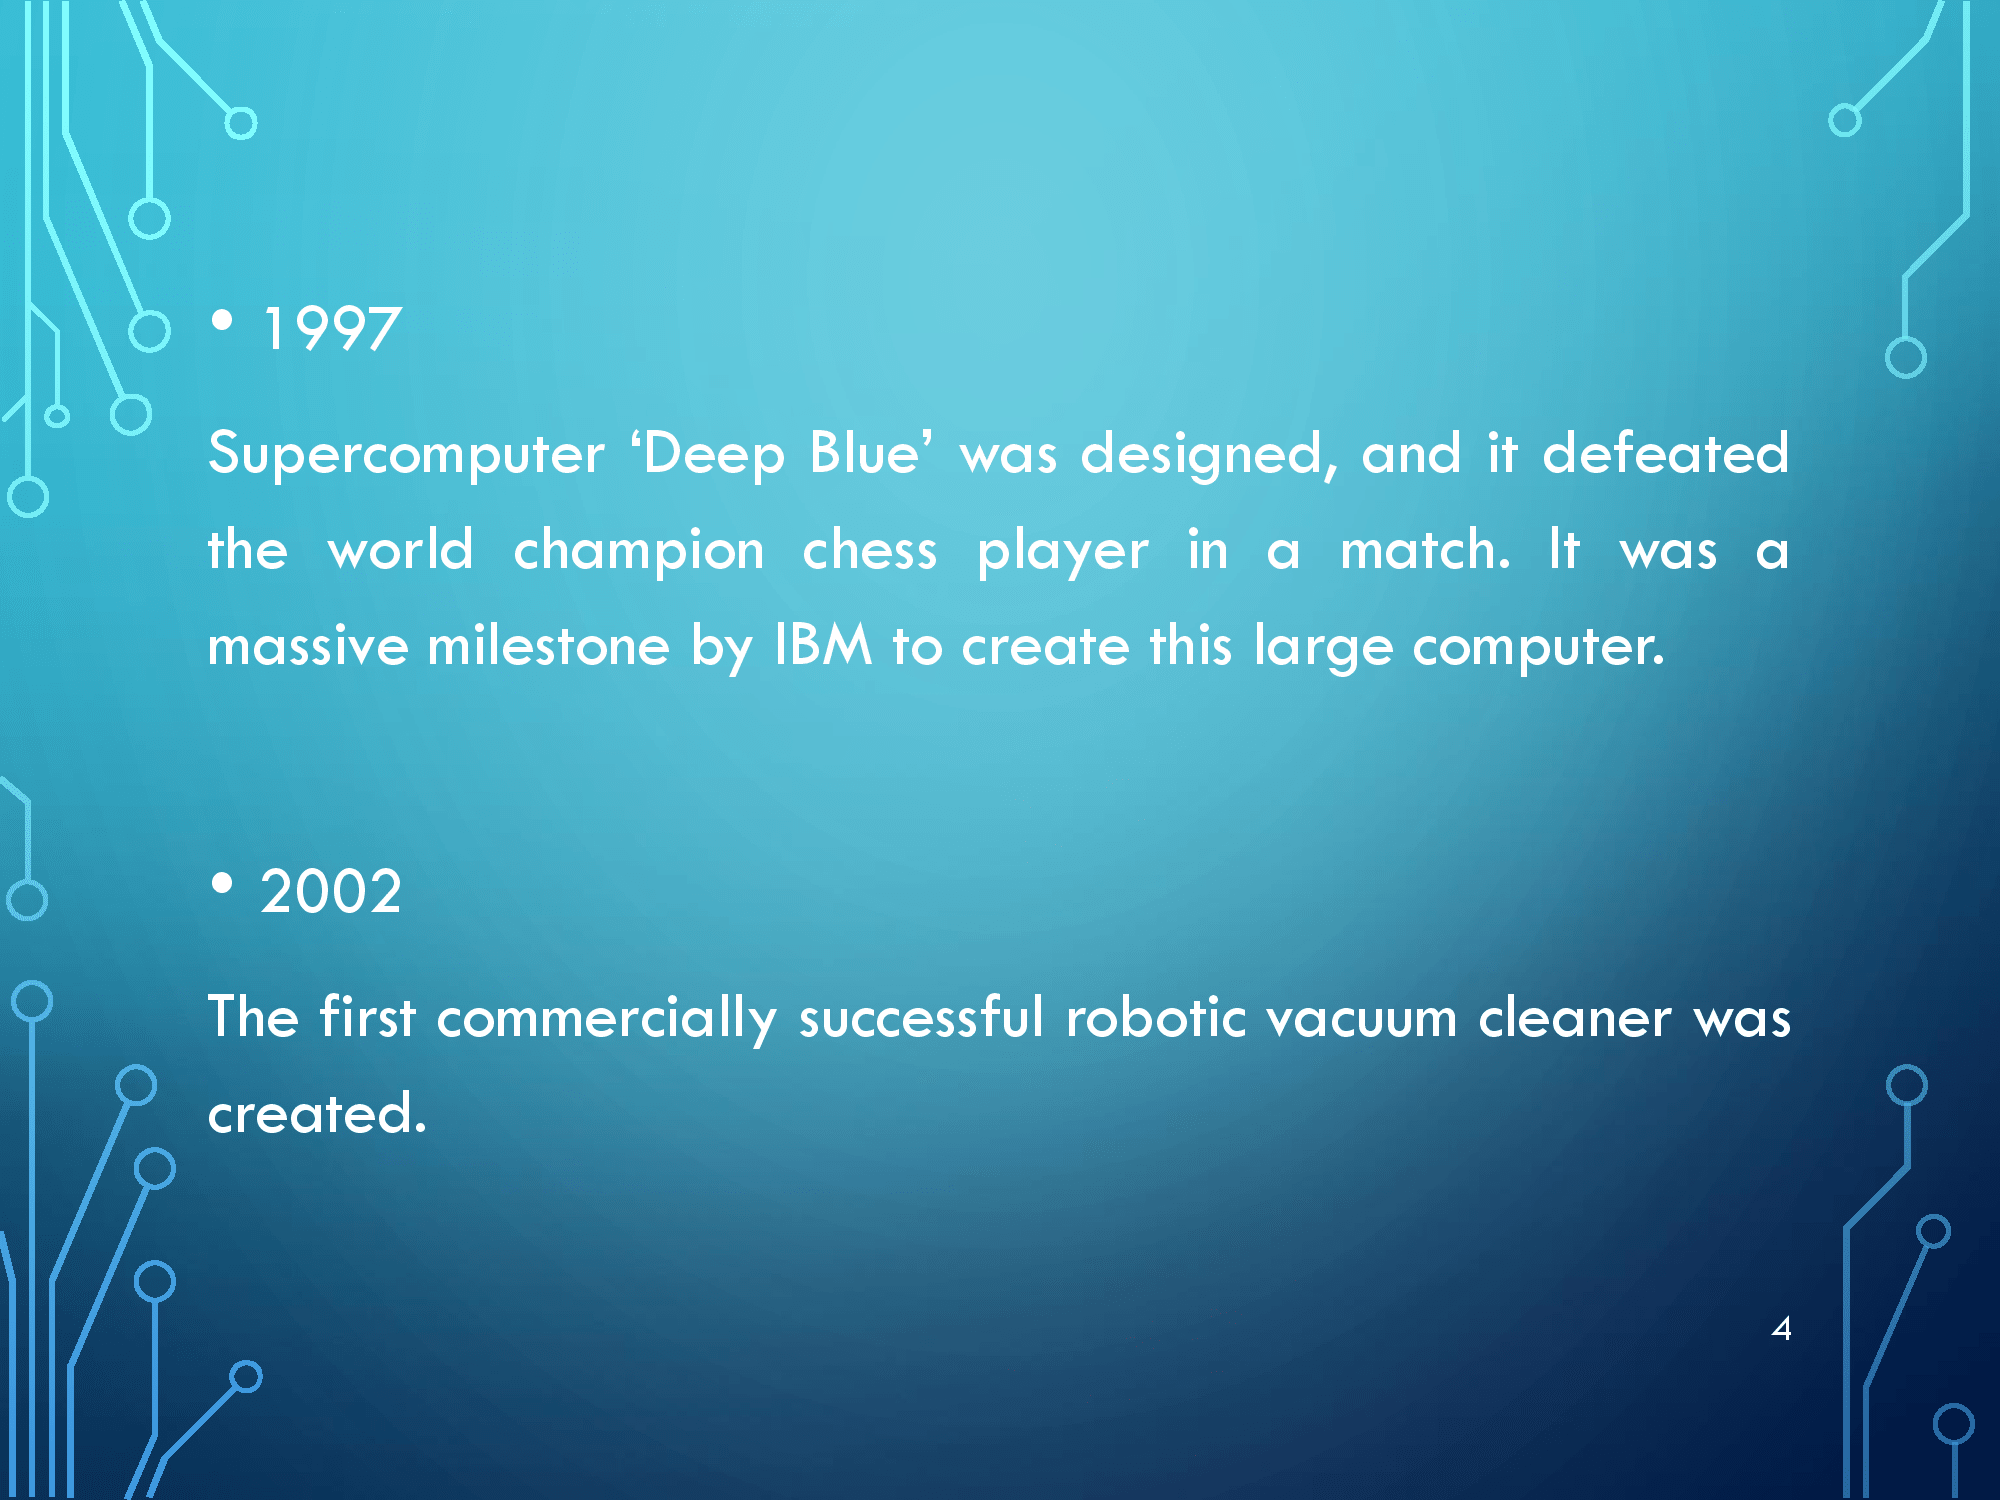 • 1997
Supercomputer ‘Deep Blue’ was designed, and it defeated
the world champion chess player in a match. It was a
massive milestone by IBM to create this large computer.
• 2002
The first commercially successful robotic vacuum cleaner was
created.
4